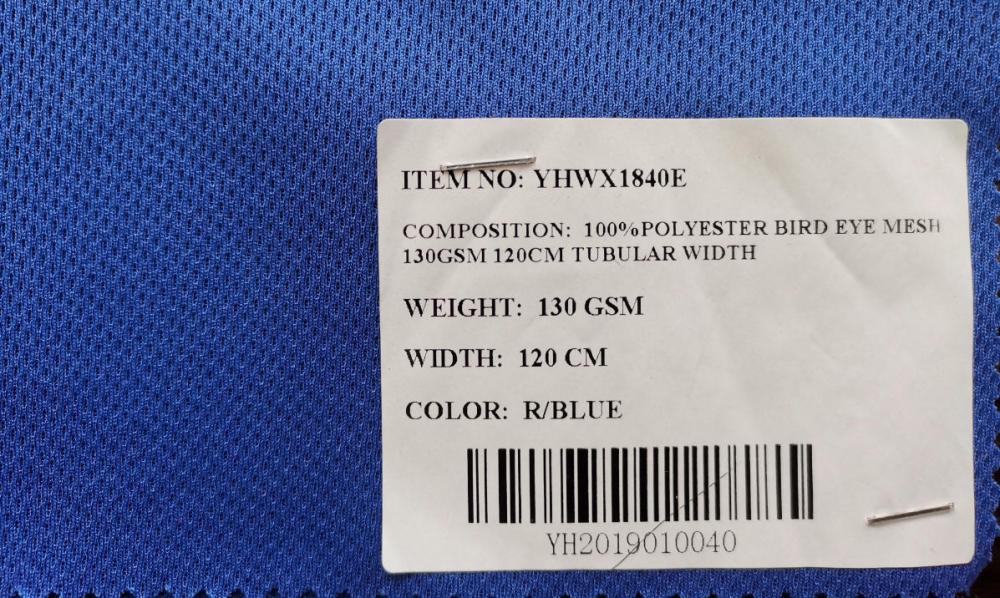 ITEM NO: YHWX1840E
COMPOSITION: 100%POLYESTER BIRD EYE MESH
130GSM 120CM TUBULAR WIDTH
WEIGHT: 130 GSM
WIDTH: 120 CM
COLOR: R/BLUE
YH2019010040